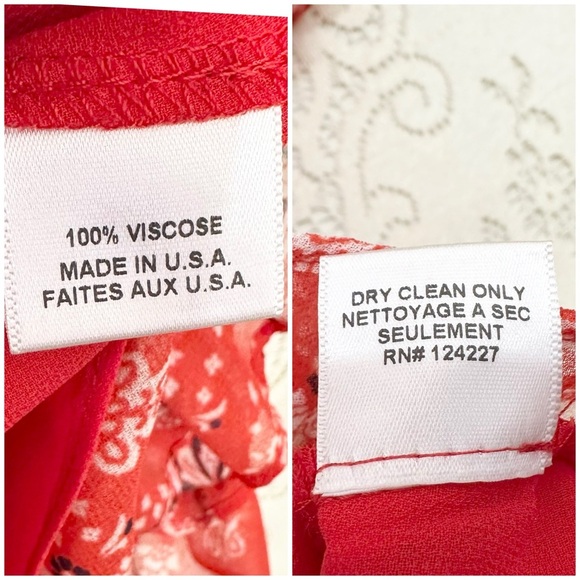 100% VISCOSE
MADE IN U.S.A.
FAITES AUX U.S.A.
DRY CLEAN ONLY
NETTOYAGE A SEC
SEULEMENT
RN# 124227